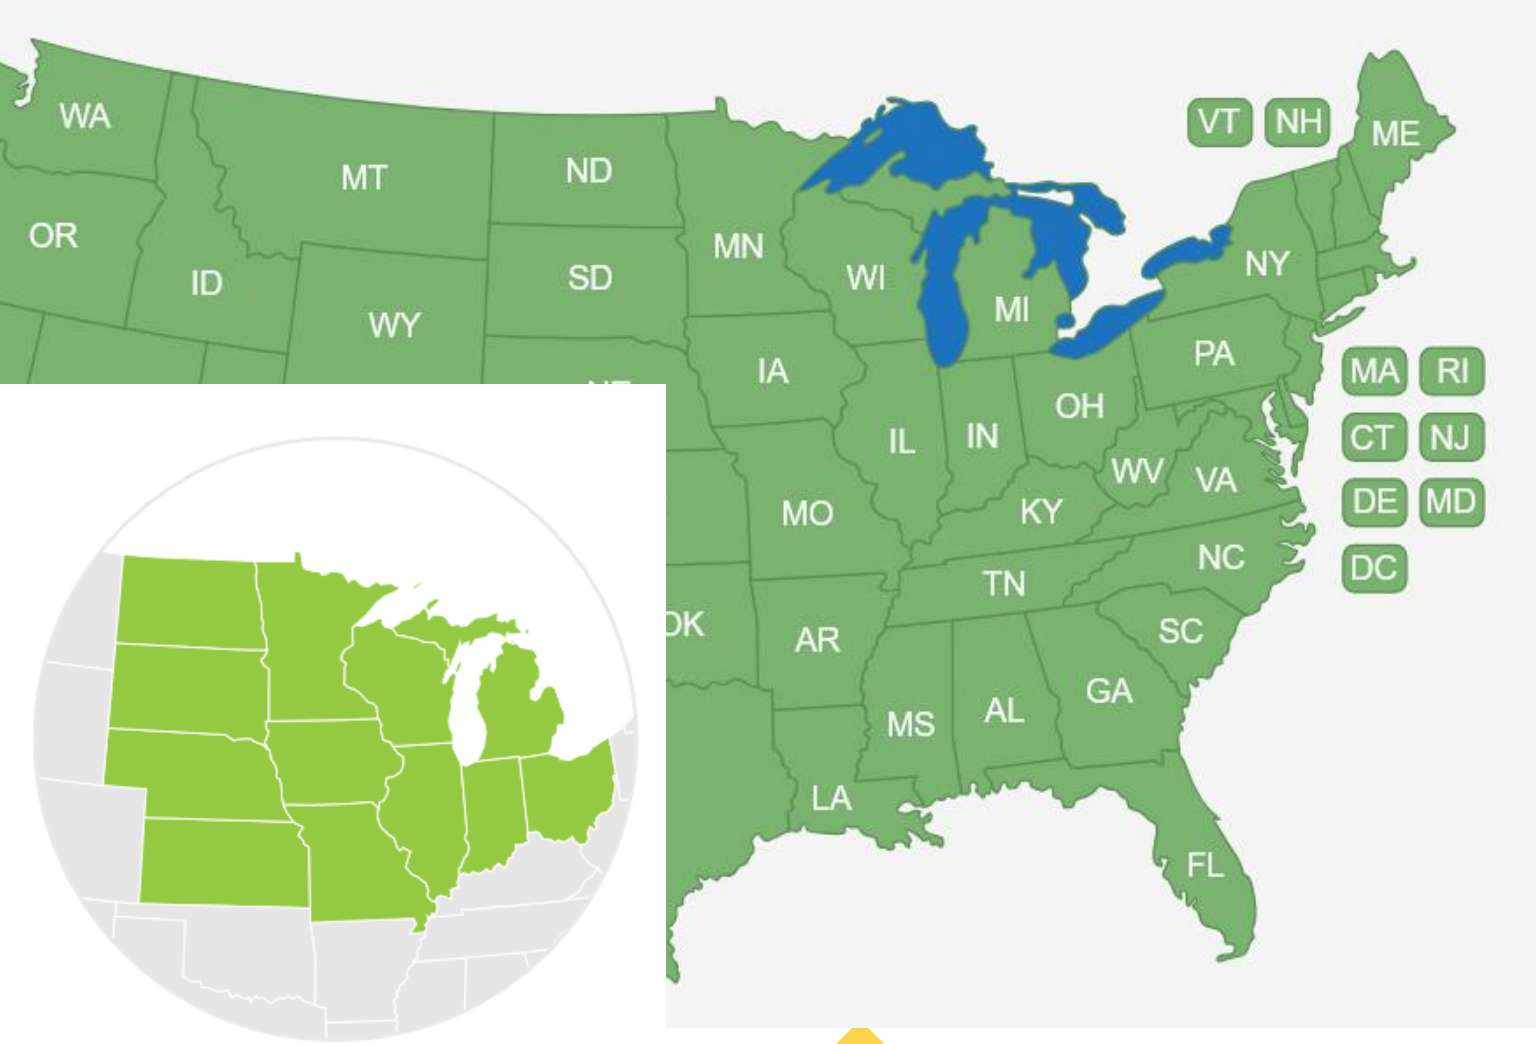 WA
MT
ND
VT NH
ME
OR
ID
SD
MN
WI
MI
NY
WY
IA
PA
MA RI
OH
IL
IN
CT NJ
WV
VA
MO
KY
DE MD
NC
DC
TN
OK
AR
SC
MS
AL
GA
LA
FL